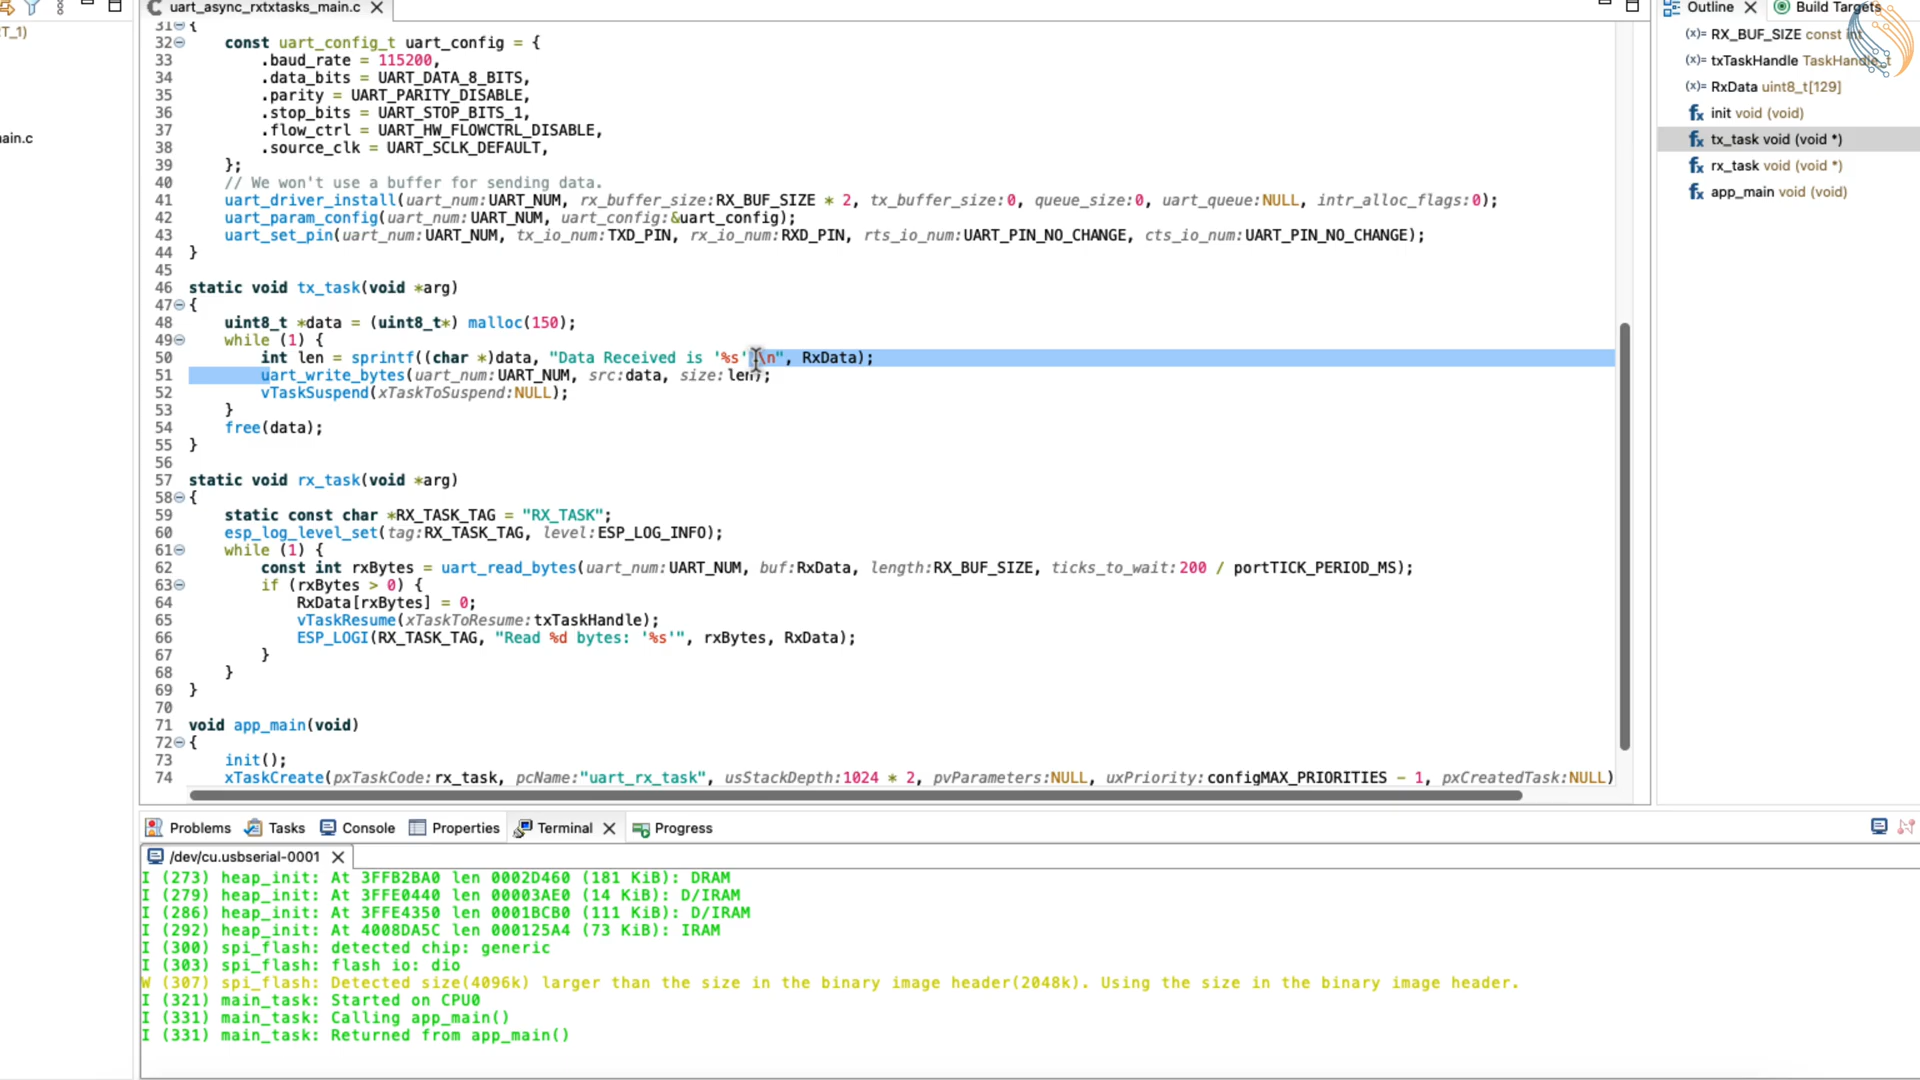 uart_async_rxtxtasks_main.c
T_1)
ain.c
31 {
32 const uart_config_t uart_config = {
33 .baud_rate = 115200,
34 .data_bits = UART_DATA_8_BITS,
35 .parity = UART_PARITY_DISABLE,
36 .stop_bits = UART_STOP_BITS_1,
37 .flow_ctrl = UART_HW_FLOWCTRL_DISABLE,
38 .source_clk = UART_SCLK_DEFAULT,
39 };
40 // We won't use a buffer for sending data.
41 uart_driver_install(uart_num:UART_NUM, rx_buffer_size:RX_BUF_SIZE * 2, tx_buffer_size:0, queue_size:0, uart_queue:NULL, intr_alloc_flags:0);
42 uart_param_config(uart_num:UART_NUM, uart_config:&uart_config);
43 uart_set_pin(uart_num:UART_NUM, tx_io_num:TXD_PIN, rx_io_num:RXD_PIN, rts_io_num:UART_PIN_NO_CHANGE, cts_io_num:UART_PIN_NO_CHANGE);
44 }
45
46 static void tx_task(void *arg)
47 {
48 uint8_t *data = (uint8_t*) malloc(150);
49 while (1) {
50 int len = sprintf((char *)data, "Data Received is '%s' \n", RxData);
51 uart_write_bytes(uart_num:UART_NUM, src:data, size:len);
52 vTaskSuspend(xTaskToSuspend:NULL);
53 }
54 free(data);
55 }
56
57 static void rx_task(void *arg)
58 {
59 static const char *RX_TASK_TAG = "RX_TASK";
60 esp_log_level_set(tag:RX_TASK_TAG, level:ESP_LOG_INFO);
61 while (1) {
62 const int rxBytes = uart_read_bytes(uart_num:UART_NUM, buf:RxData, length:RX_BUF_SIZE, ticks_to_wait:200 / portTICK_PERIOD_MS);
63 if (rxBytes > 0) {
64 RxData[rxBytes] = 0;
65 vTaskResume(xTaskToResume:txTaskHandle);
66 ESP_LOGI(RX_TASK_TAG, "Read %d bytes: '%s'", rxBytes, RxData);
67 }
68 }
69 }
70
71 void app_main(void)
72 {
73 init();
74 xTaskCreate(pxTaskCode:rx_task, pcName:"uart_rx_task", usStackDepth:1024 * 2, pvParameters:NULL, uxPriority:configMAX_PRIORITIES - 1, pxCreatedTask:NULL)
Outline Build Targets
(x)= RX_BUF_SIZE const int
(x)= txTaskHandle TaskHandle_t
(x)= RxData uint8_t[129]
fx init void (void)
fx tx_task void (void *)
fx rx_task void (void *)
fx app_main void (void)
Problems Tasks Console Properties Terminal Progress
/dev/cu.usbserial-0001
I (273) heap_init: At 3FFB2BA0 len 0002D460 (181 KiB): DRAM
I (279) heap_init: At 3FFE0440 len 00003AE0 (14 KiB): D/IRAM
I (286) heap_init: At 3FFE4350 len 0001BCB0 (111 KiB): D/IRAM
I (292) heap_init: At 4008DA5C len 000125A4 (73 KiB): IRAM
I (300) spi_flash: detected chip: generic
I (303) spi_flash: flash io: dio
W (307) spi_flash: Detected size(4096k) larger than the size in the binary image header(2048k). Using the size in the binary image header.
I (321) main_task: Started on CPU0
I (331) main_task: Calling app_main()
I (331) main_task: Returned from app_main()